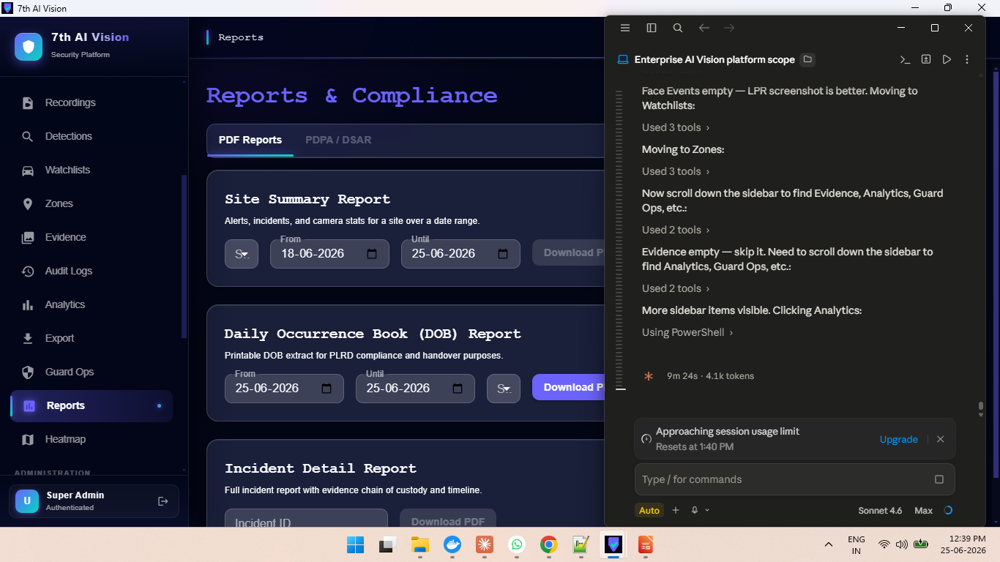 7th AI Vision
7th AI Vision
Security Platform
Recordings
Detections
Watchlists
Zones
Evidence
Audit Logs
Analytics
Export
Guard Ops
Reports
Heatmap
ADMINISTRATION
U
Super Admin
Authenticated
Reports
Reports & Compliance
PDF Reports
PDPA / DSAR
Site Summary Report
Alerts, incidents, and camera stats for a site over a date range.
S..
From
18-06-2026
Until
25-06-2026
Download P
Daily Occurrence Book (DOB) Report
Printable DOB extract for PLRD compliance and handover purposes.
From
25-06-2026
Until
25-06-2026
S..
Download P
Incident Detail Report
Full incident report with evidence chain of custody and timeline.
Incident ID
Download PDF
Enterprise AI Vision platform scope
Face Events empty — LPR screenshot is better. Moving to
Watchlists:
Used 3 tools ›
Moving to Zones:
Used 3 tools ›
Now scroll down the sidebar to find Evidence, Analytics, Guard
Ops, etc.:
Used 2 tools ›
Evidence empty — skip it. Need to scroll down the sidebar to
find Analytics, Guard Ops, etc.:
Used 2 tools ›
More sidebar items visible. Clicking Analytics:
Using PowerShell ›
9m 24s · 4.1k tokens
Approaching session usage limit
Resets at 1:40 PM
Upgrade
Type / for commands
Auto
Sonnet 4.6
Max
ENG
IN
12:39 PM
25-06-2026